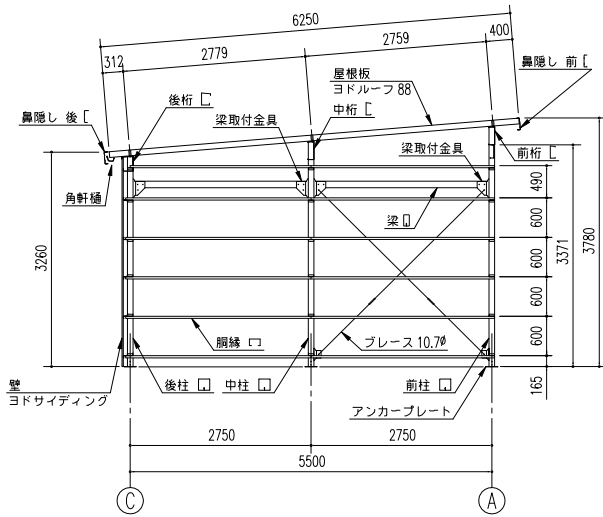 6250
312
2779
2759
400
屋根板
ヨドルーフ88
鼻隠し 前
鼻隠し 後
後桁
梁取付金具
中桁
梁取付金具
前桁
角軒樋
梁
490
600
600
600
600
165
3260
3371
3780
胴縁
ブレース 10.7φ
壁
ヨドサイディング
後柱
中柱
前柱
アンカープレート
2750
2750
5500
C
A